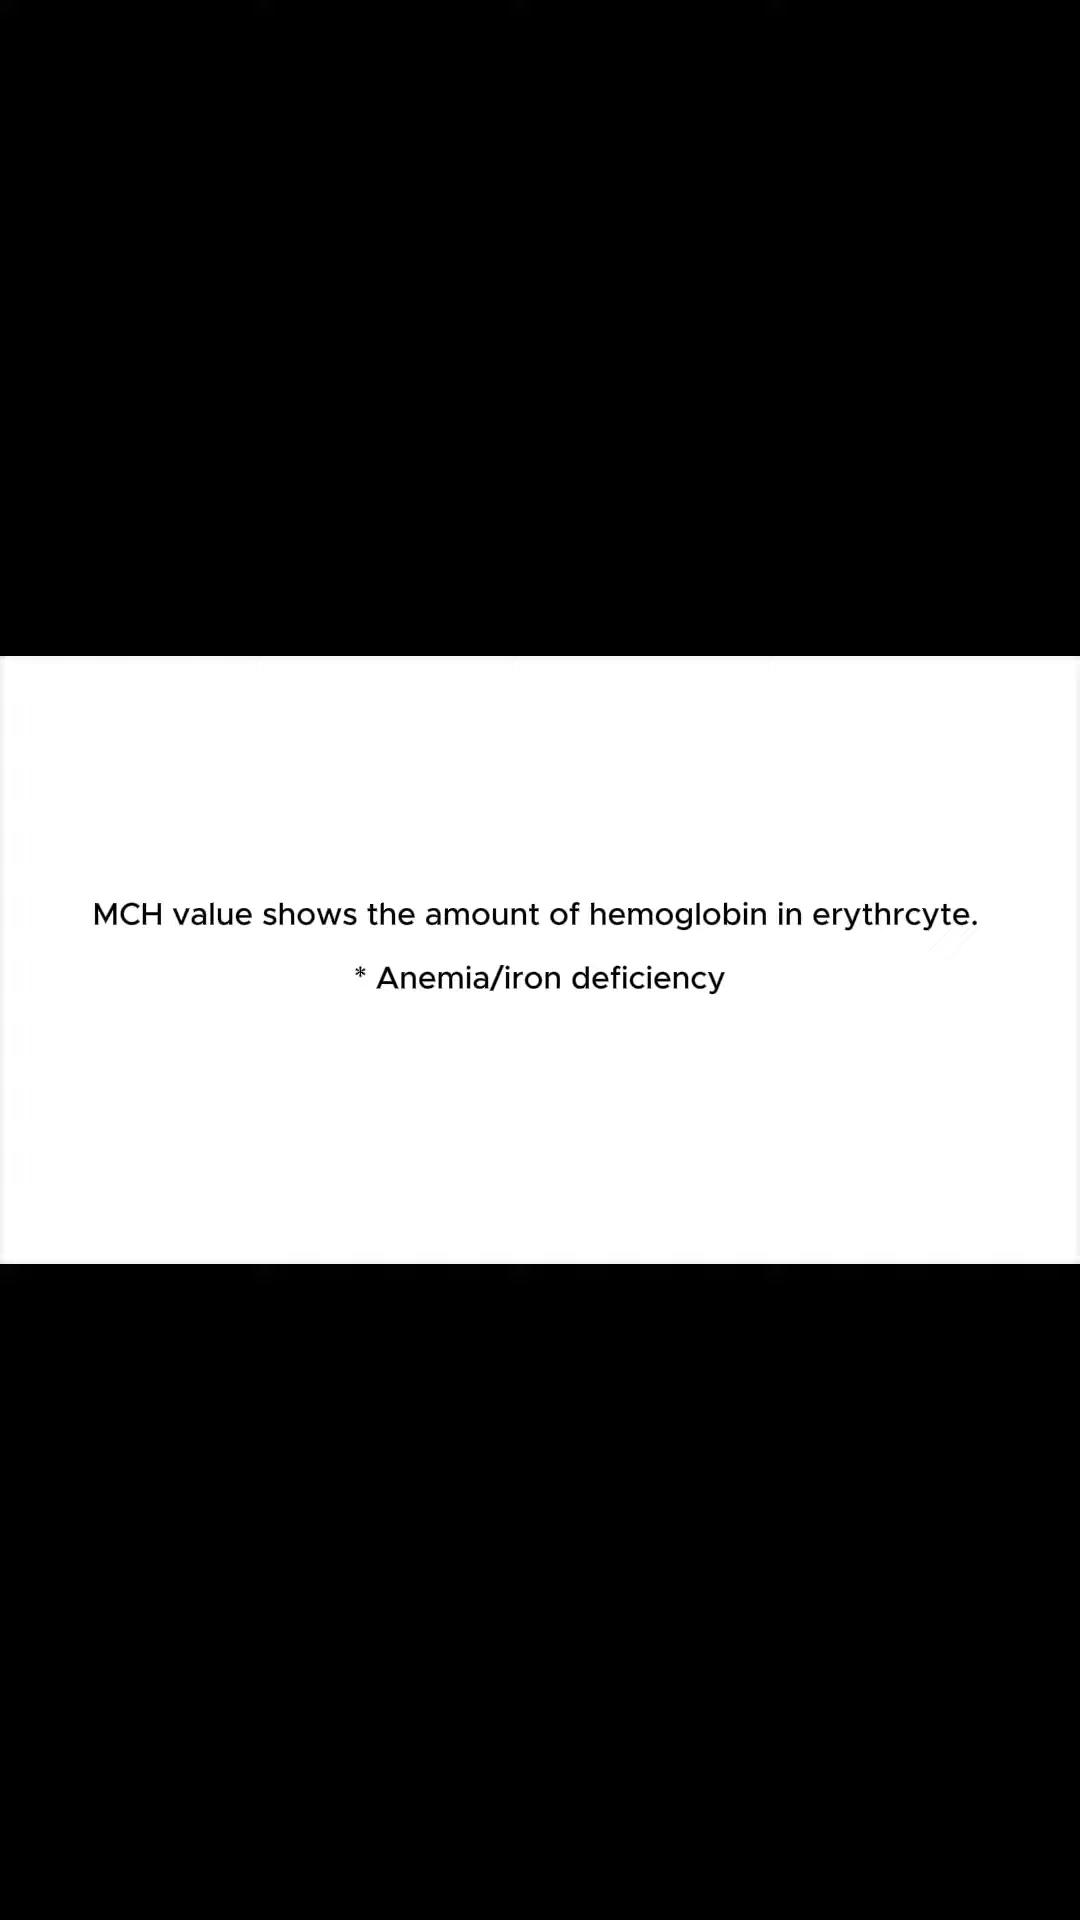 MCH value shows the amount of hemoglobin in erythrcyte.
* Anemia/iron deficiency